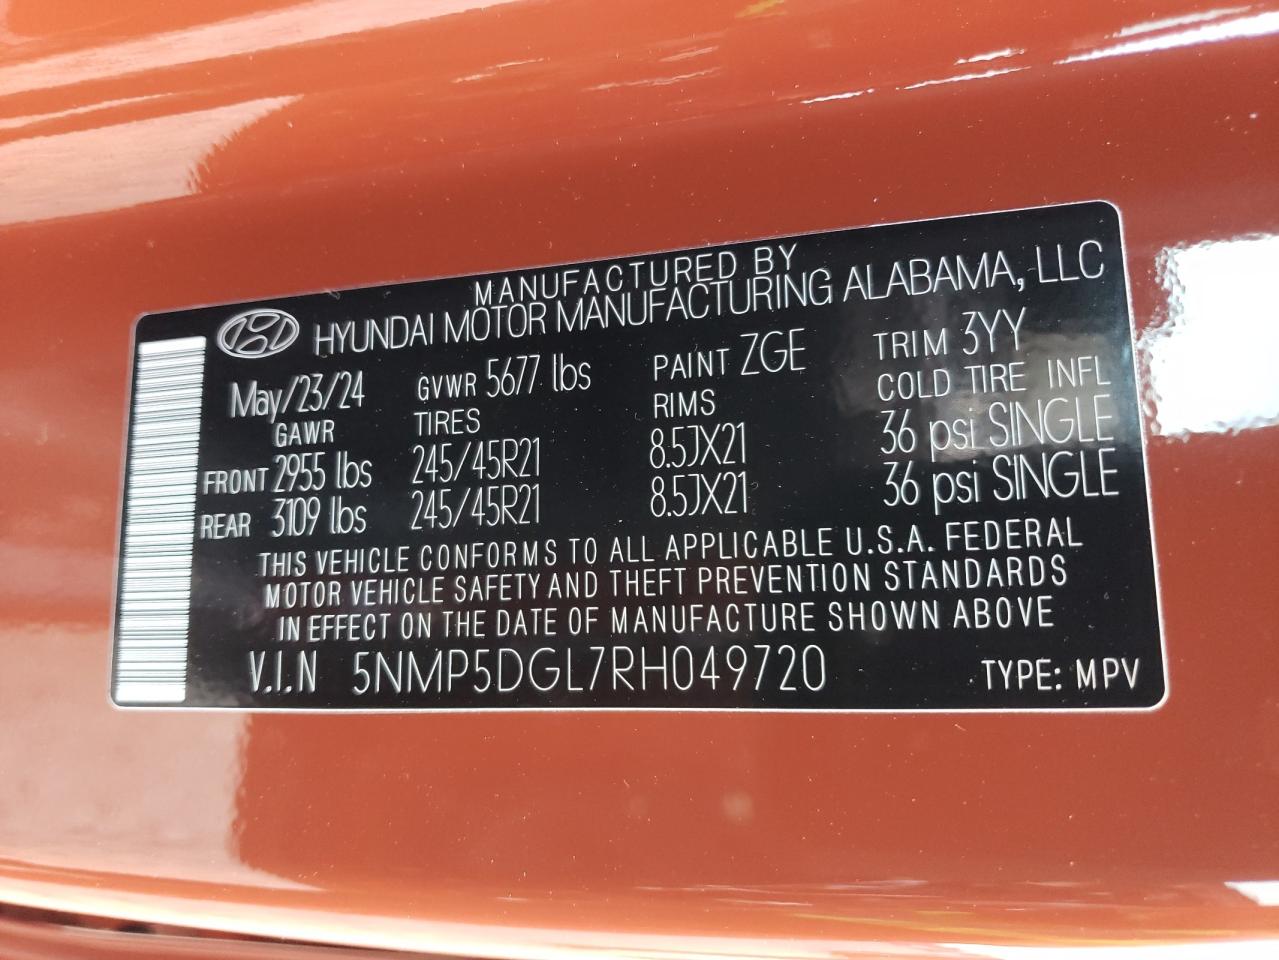 MANUFACTURED BY
HYUNDAI MOTOR MANUFACTURING ALABAMA, LLC
May/23/24 GVWR 5677 lbs PAINT ZGE TRIM 3YY
GAWR TIRES RIMS COLD TIRE INFL
FRONT 2955 lbs 245/45R21 8.5JX21 36 psi SINGLE
REAR 3109 lbs 245/45R21 8.5JX21 36 psi SINGLE
THIS VEHICLE CONFORMS TO ALL APPLICABLE U.S.A. FEDERAL
MOTOR VEHICLE SAFETY AND THEFT PREVENTION STANDARDS
IN EFFECT ON THE DATE OF MANUFACTURE SHOWN ABOVE
V.I.N 5NMP5DGL7RH049720 TYPE: MPV